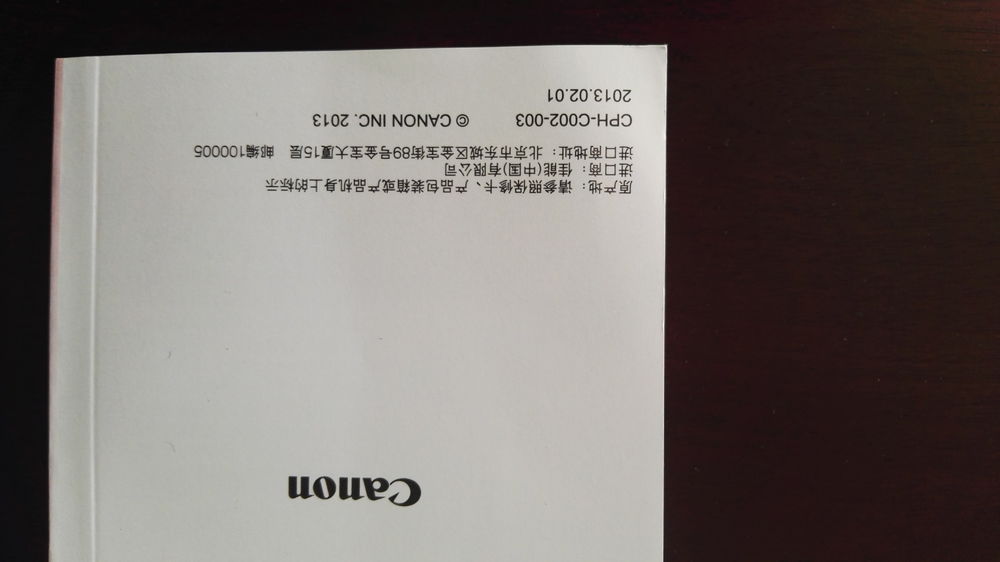 Canon
原产地：请参照保修卡、产品包装箱或产品机身上的标示
进口商：佳能(中国)有限公司
进口商地址：北京市东城区金宝街89号金宝大厦15层 邮编100005
CPH-C002-003 © CANON INC. 2013
2013.02.01